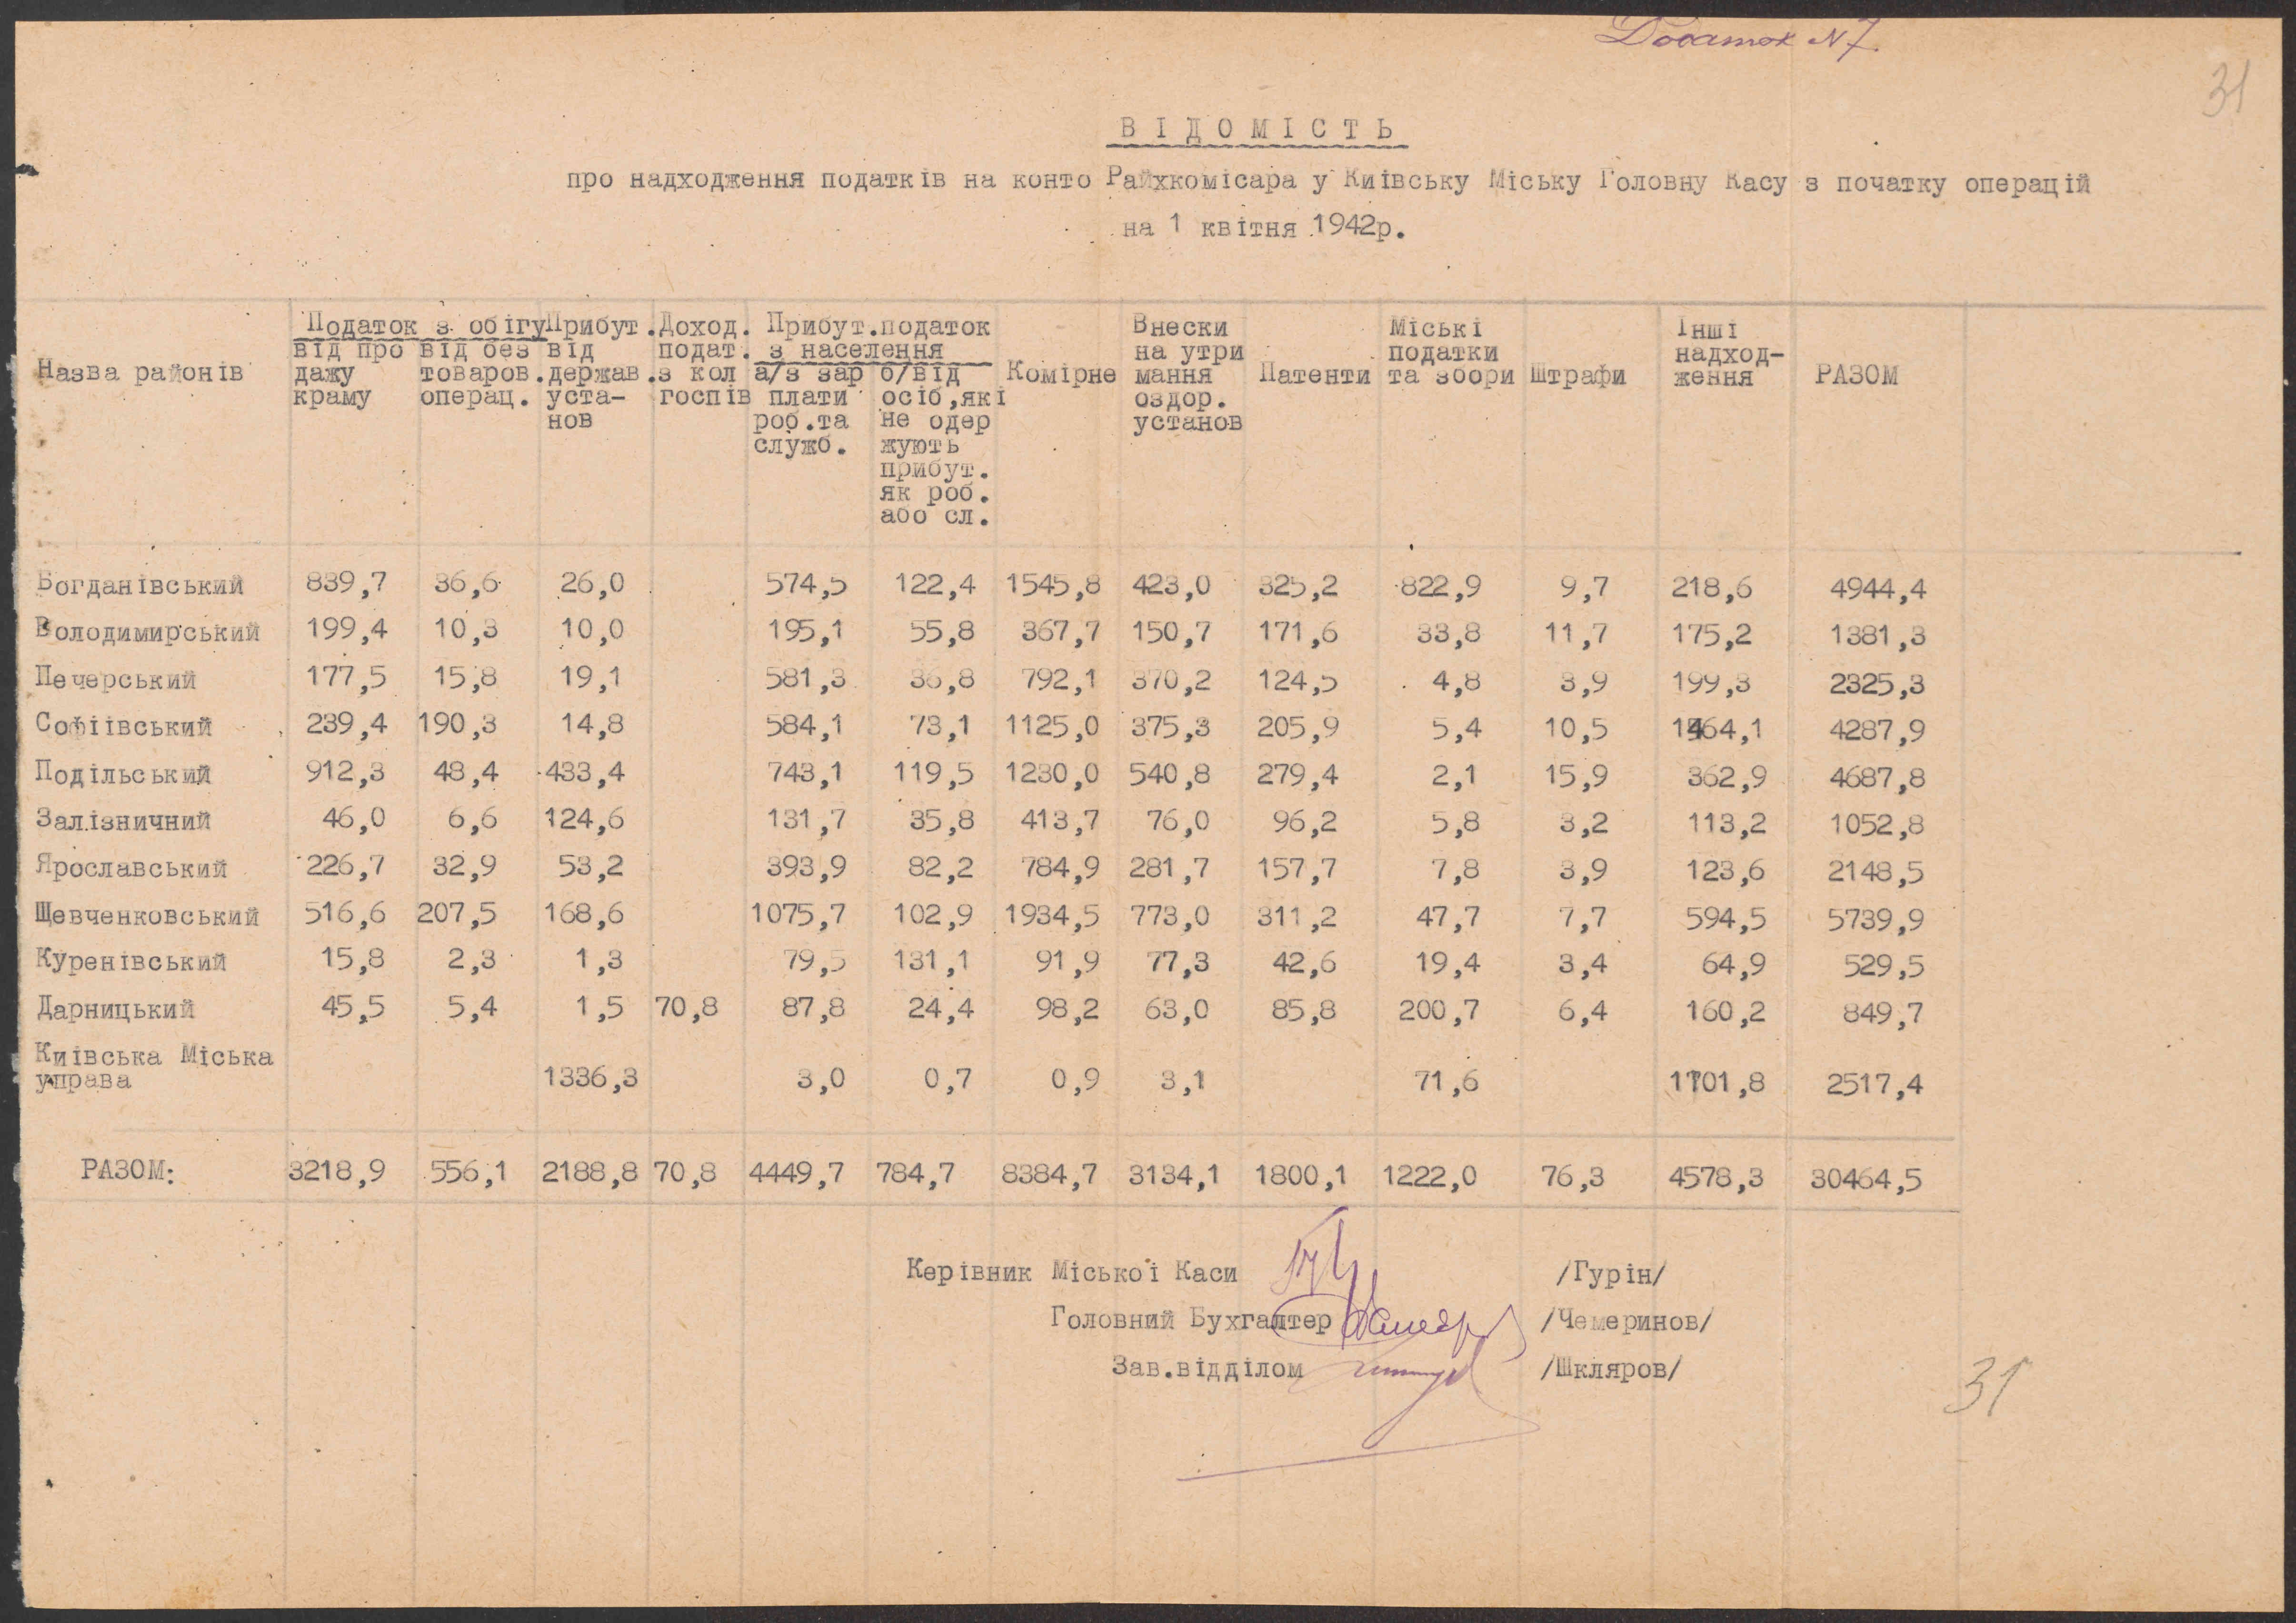 Додаток N 7.
31
ВІДОМІСТЬ
про надходження податків на конто Райхкомісара у Київську Міську Головну Касу з початку операцій
на 1 квітня 1942р.
Назва районів Податок з обігу від про дажу краму від без товаров. операц. Прибут. від держав. уста- нов Доход. подат. з кол госпів Прибут.податок з населення а/з зар плати роб.та служб. б/від осіб,які не одер жують прибут. як роб. або сл. Комірне Внески на утри мання оздор. установ Патенти Міські податки та збори Штрафи Інші надход- ження РАЗОМ
Богданівський 839,7 36,6 26,0 574,5 122,4 1545,8 423,0 325,2 822,9 9,7 218,6 4944,4
Володимирський 199,4 10,3 10,0 195,1 55,8 367,7 150,7 171,6 33,8 11,7 175,2 1381,3
Печерський 177,5 15,8 19,1 581,3 36,8 792,1 370,2 124,5 4,8 3,9 199,3 2325,3
Софіівський 239,4 190,3 14,8 584,1 73,1 1125,0 375,3 205,9 5,4 10,5 1464,1 4287,9
Подільський 912,3 48,4 433,4 743,1 119,5 1230,0 540,8 279,4 2,1 15,9 362,9 4687,8
Залізничний 46,0 6,6 124,6 131,7 35,8 413,7 76,0 96,2 5,8 3,2 113,2 1052,8
Ярославський 226,7 32,9 53,2 393,9 82,2 784,9 281,7 157,7 7,8 3,9 123,6 2148,5
Шевченковський 516,6 207,5 168,6 1075,7 102,9 1934,5 773,0 311,2 47,7 7,7 594,5 5739,9
Куренівський 15,8 2,3 1,3 79,5 131,1 91,9 77,3 42,6 19,4 3,4 64,9 529,5
Дарницький 45,5 5,4 1,5 70,8 87,8 24,4 98,2 63,0 85,8 200,7 6,4 160,2 849,7
Київська Міська
управа 1336,3 3,0 0,7 0,9 3,1 71,6 1101,8 2517,4
РАЗОМ: 3218,9 556,1 2188,8 70,8 4449,7 784,7 8384,7 3134,1 1800,1 1222,0 76,3 4578,3 30464,5
Керівник Міської Каси /Гурін/
Головний Бухгалтер /Чемеринов/
Зав.відділом /Шкляров/
31